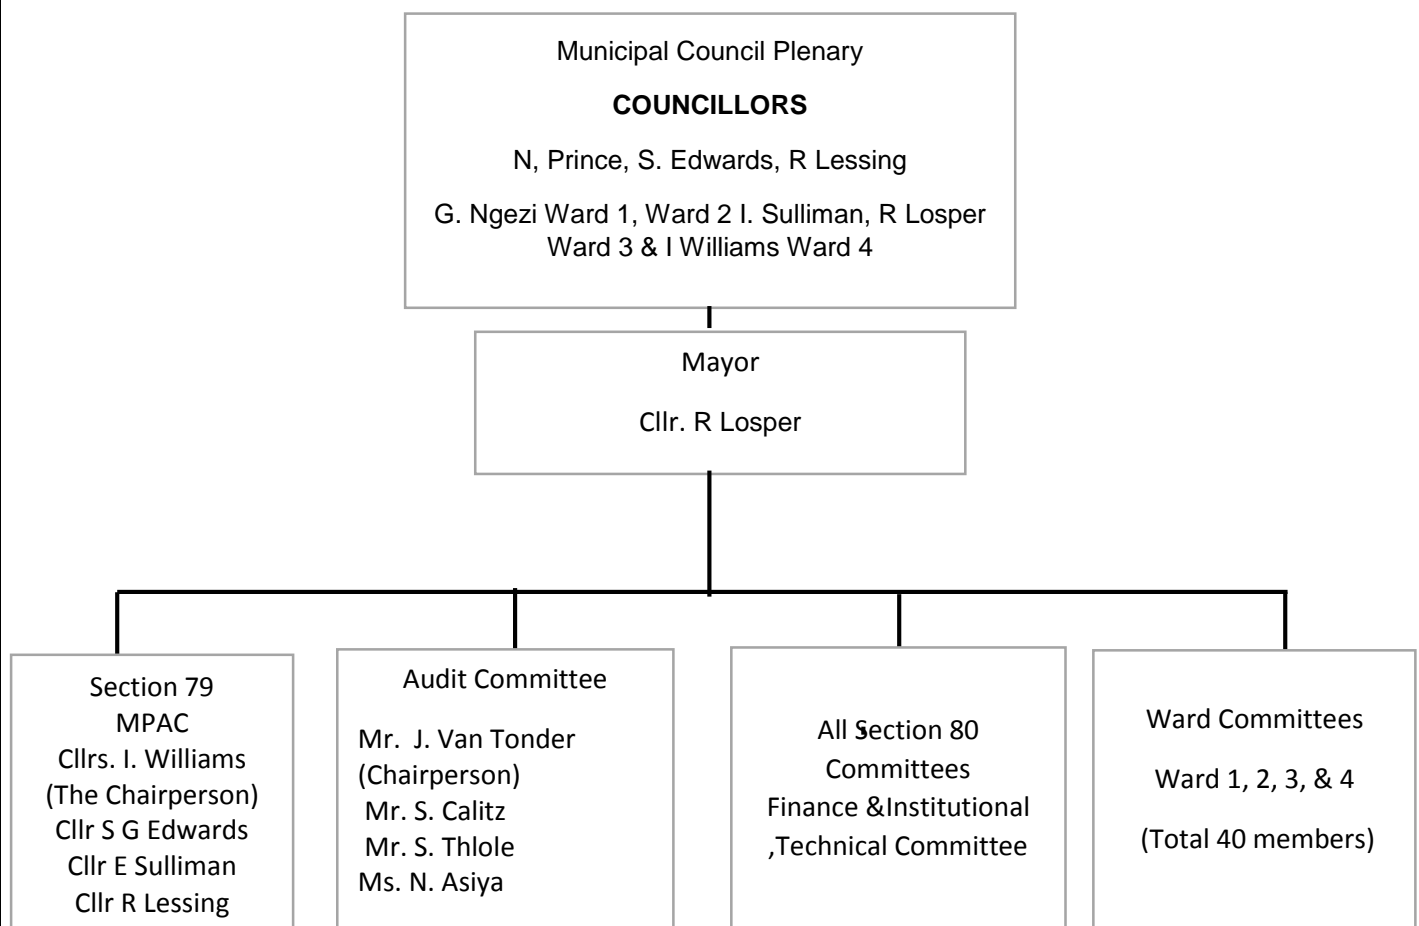 Municipal Council Plenary
COUNCILLORS
N, Prince, S. Edwards, R Lessing
G. Ngezi Ward 1, Ward 2 I. Sulliman, R Losper
Ward 3 & I Williams Ward 4
Mayor
Cllr. R Losper
Section 79
MPAC
Cllrs. I. Williams
(The Chairperson)
Cllr S G Edwards
Cllr E Sulliman
Cllr R Lessing
Audit Committee
Mr. J. Van Tonder
(Chairperson)
Mr. S. Calitz
Mr. S. Thlole
Ms. N. Asiya
All Section 80
Committees
Finance &Institutional
,Technical Committee
Ward Committees
Ward 1, 2, 3, & 4
(Total 40 members)